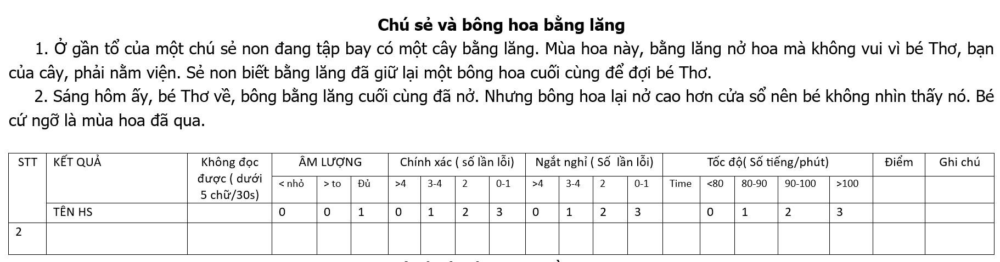 Chú sẻ và bông hoa bằng lăng
1. Ở gần tổ của một chú sẻ non đang tập bay có một cây bằng lăng. Mùa hoa này, bằng lăng nở hoa mà không vui vì bé Thơ, bạn
của cây, phải nằm viện. Sẻ non biết bằng lăng đã giữ lại một bông hoa cuối cùng để đợi bé Thơ.
2. Sáng hôm ấy, bé Thơ về, bông bằng lăng cuối cùng đã nở. Nhưng bông hoa lại nở cao hơn cửa sổ nên bé không nhìn thấy nó. Bé
cứ ngỡ là mùa hoa đã qua.
STT KẾT QUẢ Không đọc ÂM LƯỢNG Chính xác ( số lần lỗi) Ngắt nghỉ ( Số lần lỗi) Tốc độ( Số tiếng/phút) Điểm Ghi chú
được ( dưới
5 chữ/30s)
< nhỏ > to Đủ >4 3-4 2 0-1 >4 3-4 2 0-1 Time <80 80-90 90-100 >100
TÊN HS 0 0 1 0 1 2 3 0 1 2 3 0 1 2 3
2